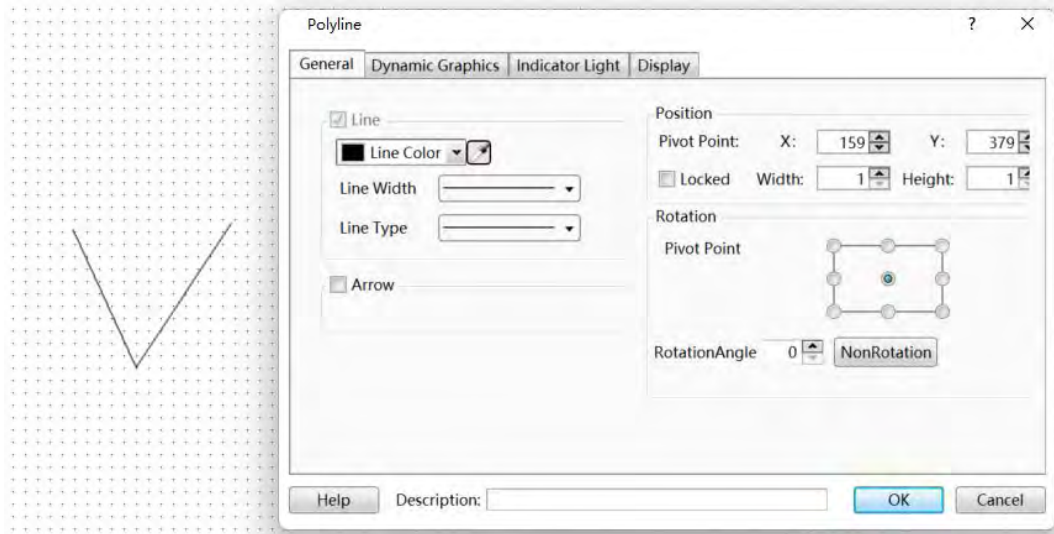 Polyline ? ×
General Dynamic Graphics Indicator Light Display
Line
Line Color
Line Width
Line Type
Arrow
Position
Pivot Point: X: 159 Y: 379
Locked Width: 1 Height: 1
Rotation
Pivot Point
RotationAngle 0 NonRotation
Help Description: OK Cancel